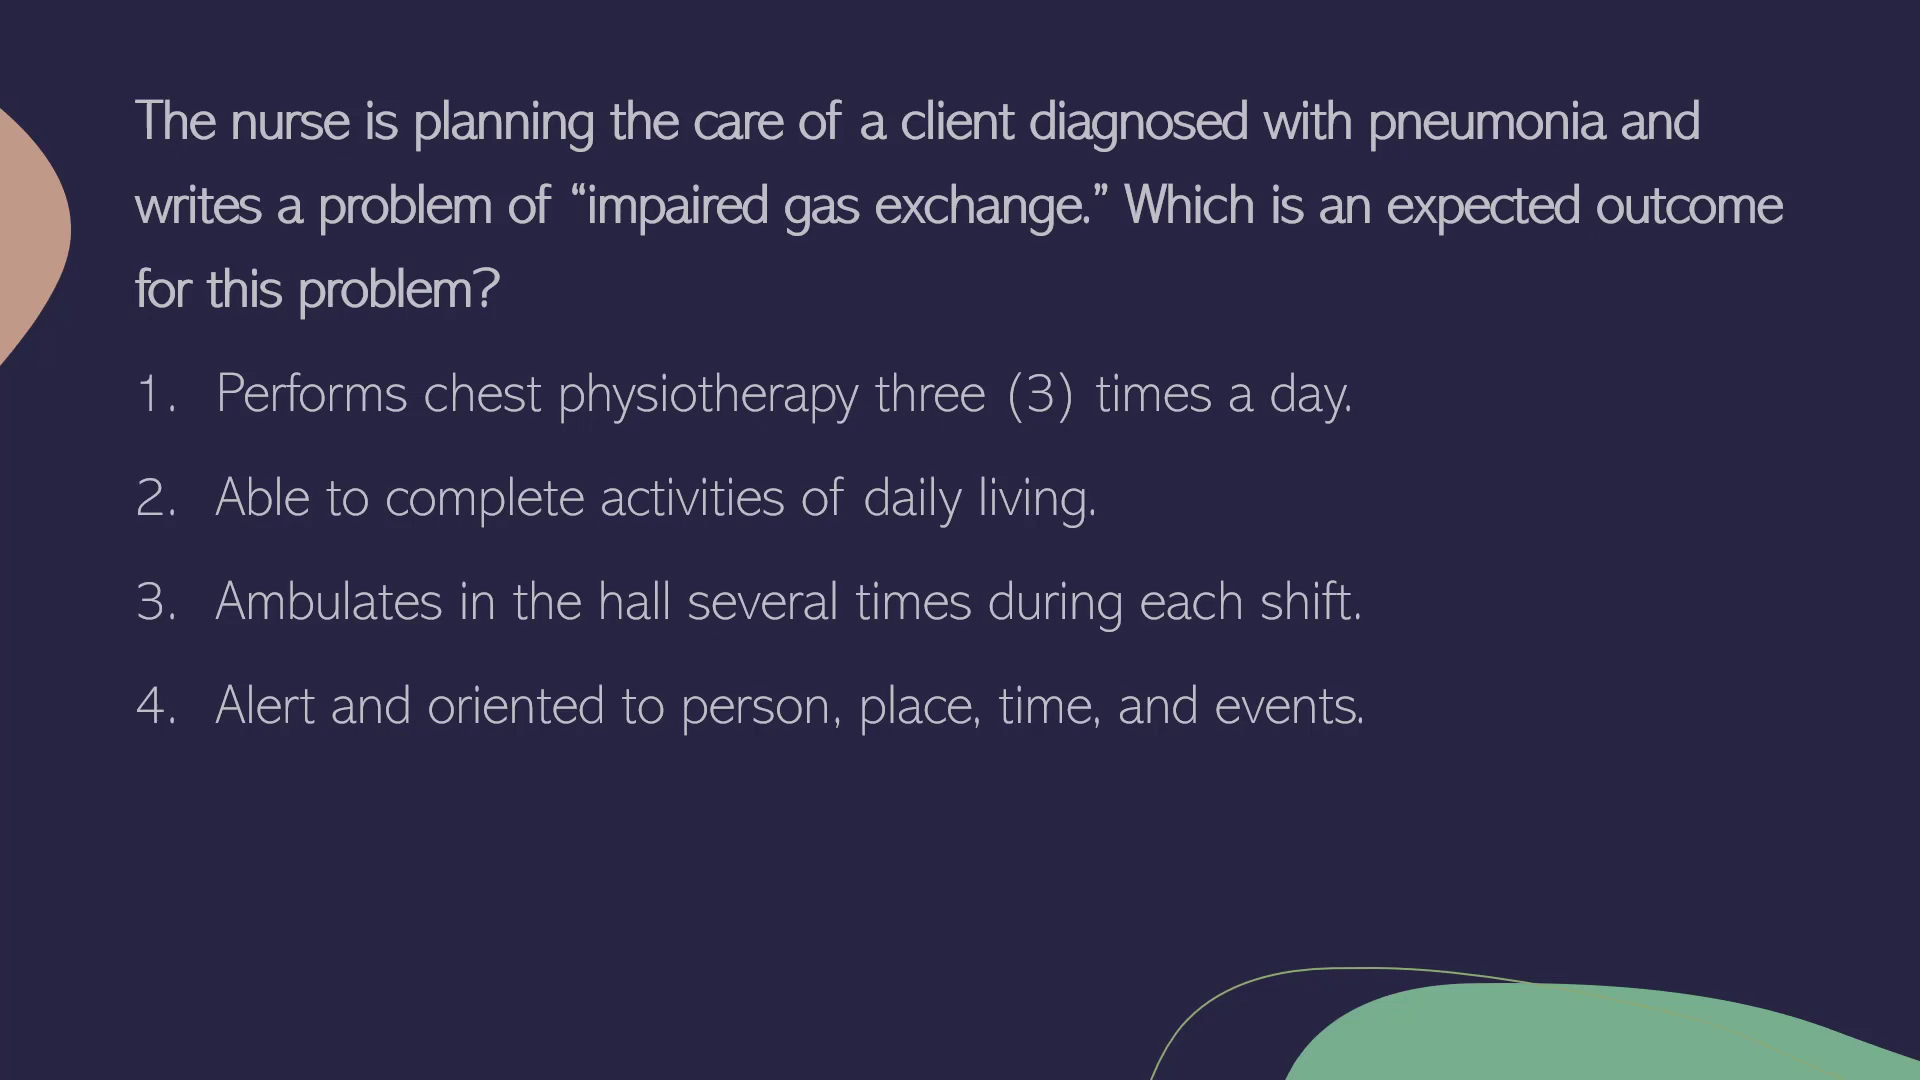 The nurse is planning the care of a client diagnosed with pneumonia and
writes a problem of “impaired gas exchange.” Which is an expected outcome
for this problem?
1. Performs chest physiotherapy three (3) times a day.
2. Able to complete activities of daily living.
3. Ambulates in the hall several times during each shift.
4. Alert and oriented to person, place, time, and events.